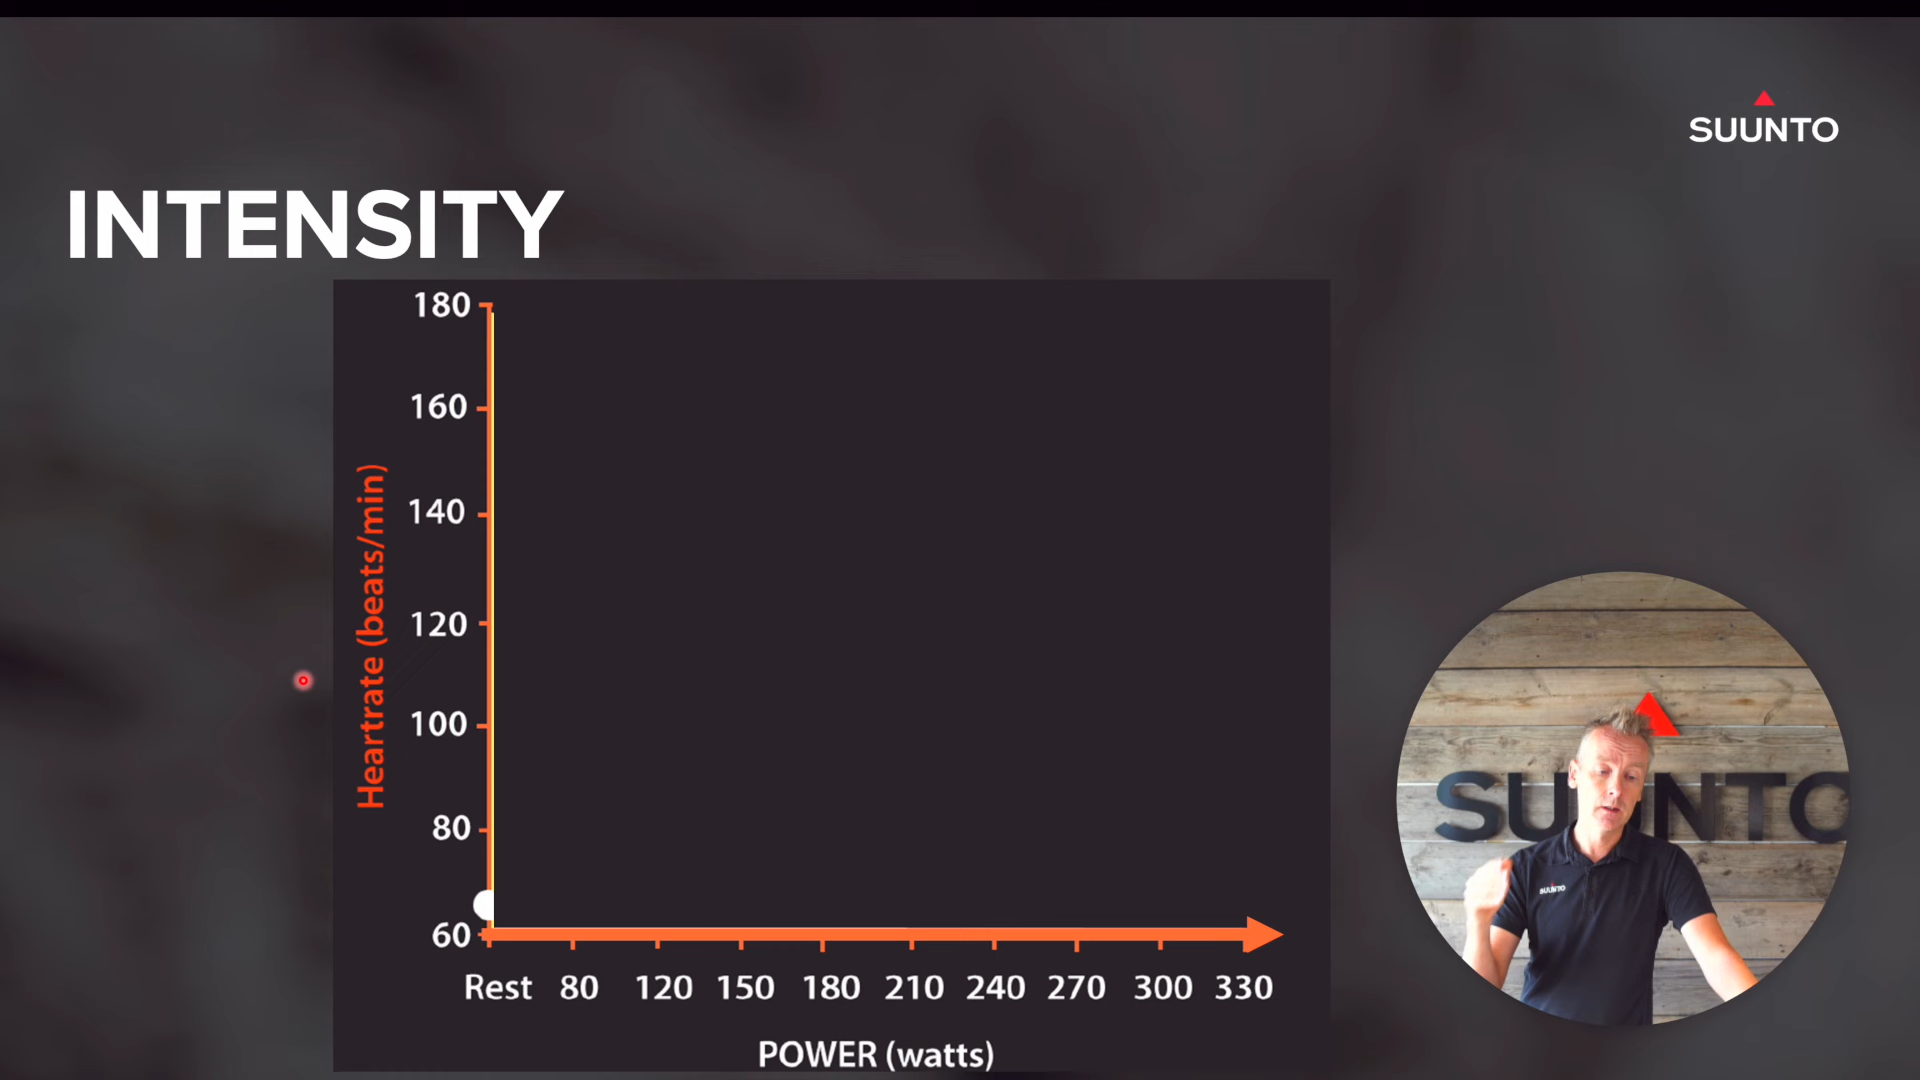 SUUNTO
INTENSITY
180
160
140
120
100
80
60
Heartrate (beats/min)
Rest 80 120 150 180 210 240 270 300 330
POWER (watts)
SUUNTO
SUUNTO